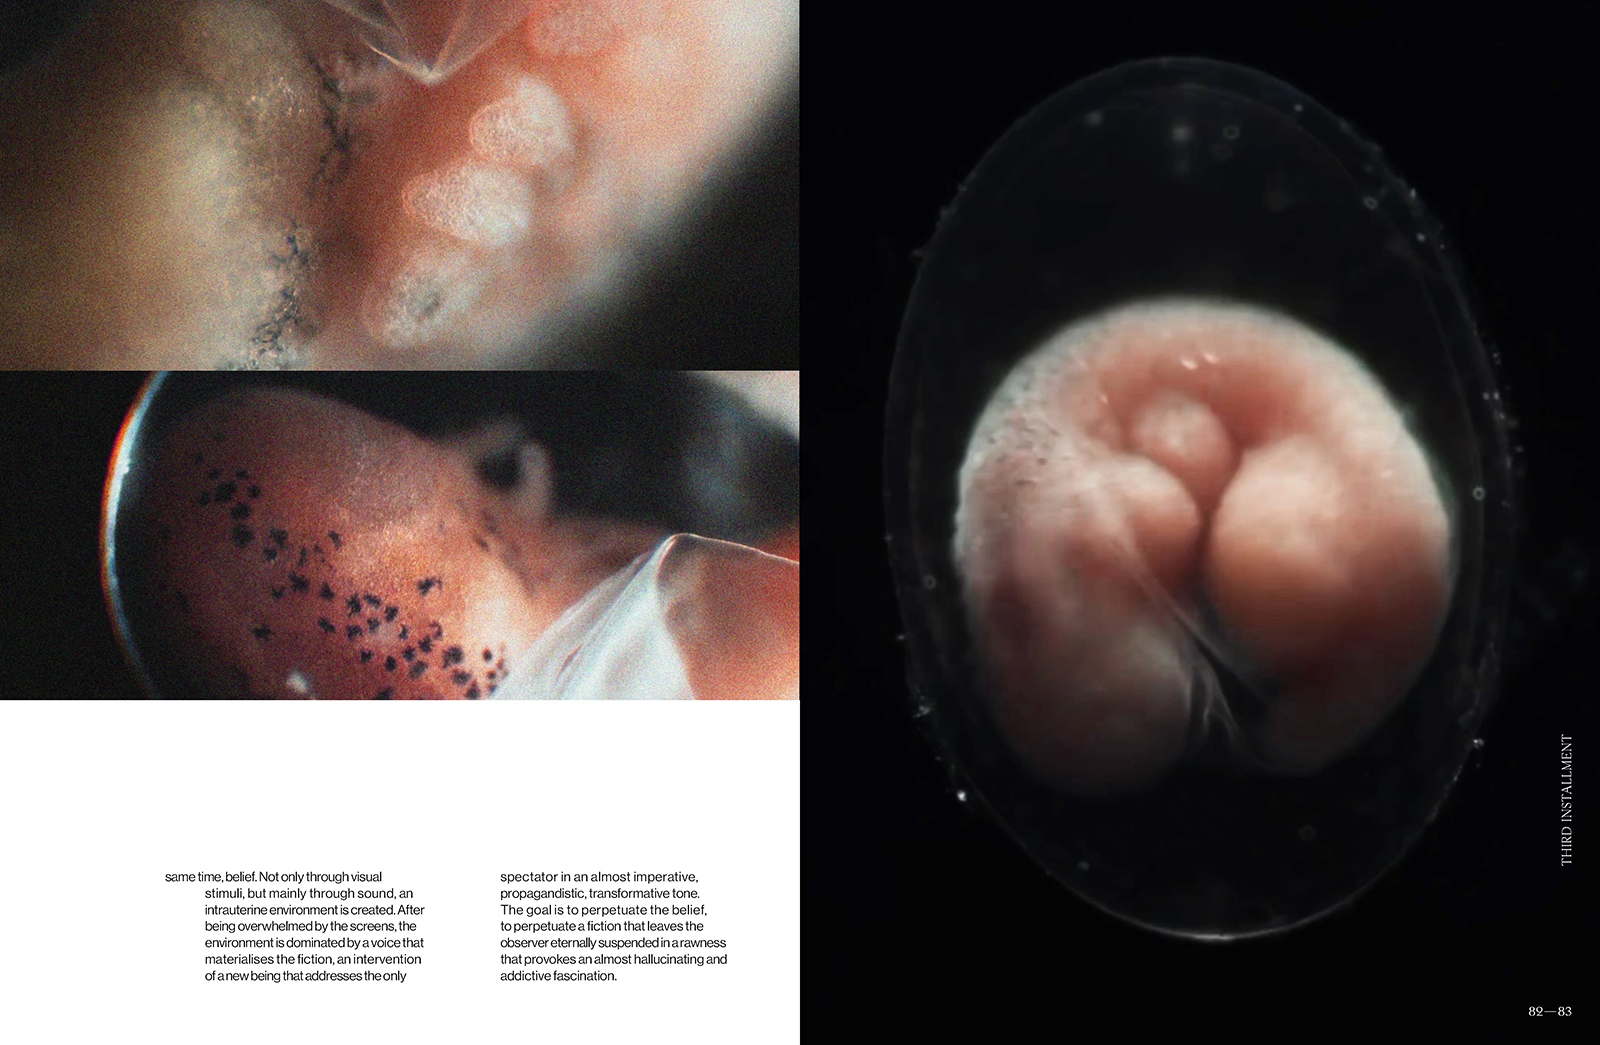 same time, belief. Not only through visual
stimuli, but mainly through sound, an
intrauterine environment is created. After
being overwhelmed by the screens, the
environment is dominated by a voice that
materialises the fiction, an intervention
of a new being that addresses the only
spectator in an almost imperative,
propagandistic, transformative tone.
The goal is to perpetuate the belief,
to perpetuate a fiction that leaves the
observer eternally suspended in a rawness
that provokes an almost hallucinating and
addictive fascination.
THIRD INSTALLMENT
82—83